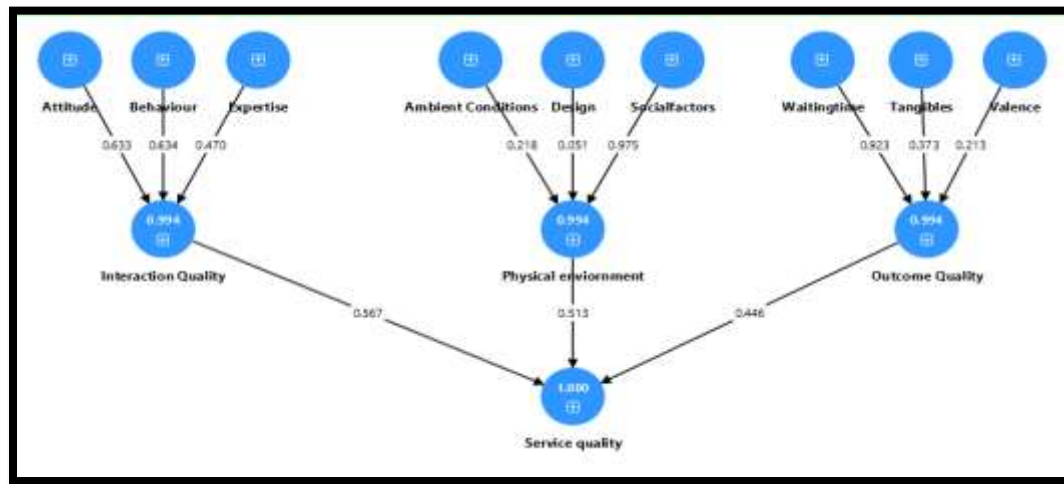 Attitude Behaviour Expertise Ambient Conditions Design Socialfactors Waitingtime Tangibles Valence
0.633 0.634 0.470 0.218 0.051 0.975 0.923 0.373 0.213
0.994 0.994 0.994
Interaction Quality Physical enviornment Outcome Quality
0.567 0.513 0.446
1.000
Service quality